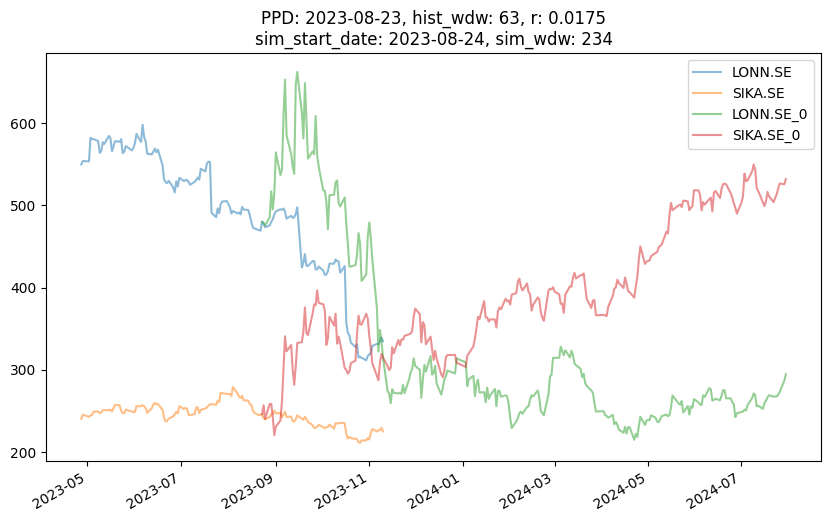 PPD: 2023-08-23, hist_wdw: 63, r: 0.0175
sim_start_date: 2023-08-24, sim_wdw: 234
LONN.SE
SIKA.SE
LONN.SE_0
SIKA.SE_0
600
500
400
300
200
2023-05
2023-07
2023-09
2023-11
2024-01
2024-03
2024-05
2024-07